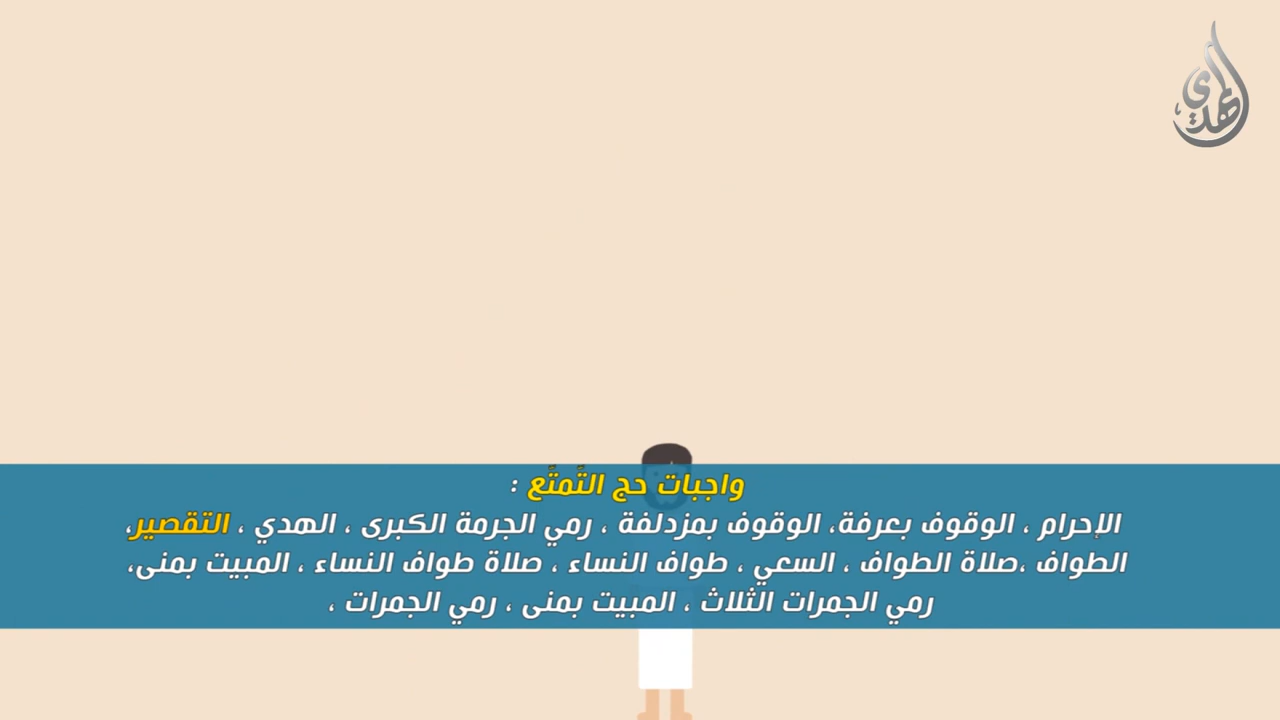 الهدي
واجبات حج التَّمتَّع :
الإحرام ، الوقوف بعرفة، الوقوف بمزدلفة ، رمي الجرمة الكبرى ، الهدي ، التقصير،
الطواف ،صلاة الطواف ، السعي ، طواف النساء ، صلاة طواف النساء ، المبيت بمنى،
رمي الجمرات الثلاث ، المبيت بمنى ، رمي الجمرات ،